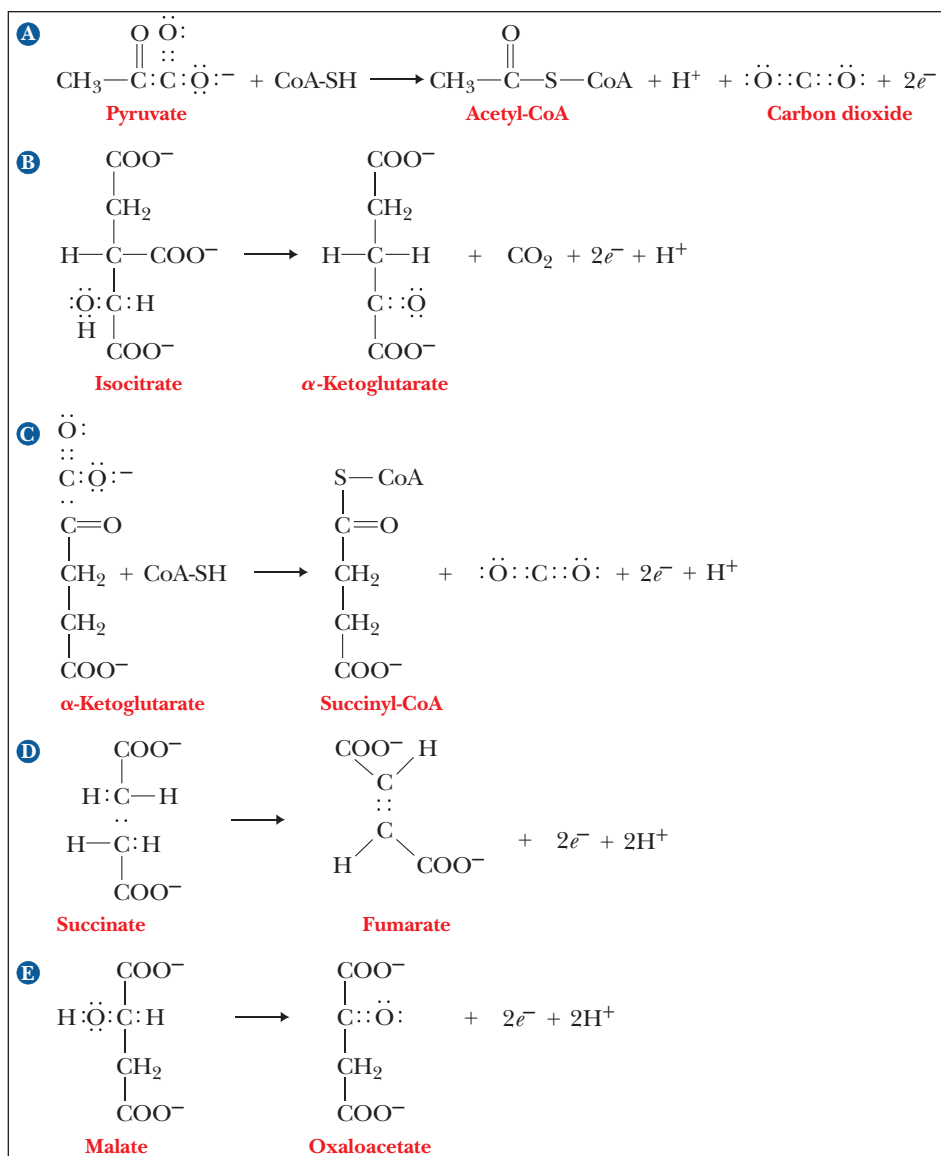 A
O Ö:
CH₃—C:C:Ö:⁻ + CoA-SH ⟶ CH₃—C—S—CoA + H⁺ + :Ö::C::Ö: + 2e⁻
O
Pyruvate Acetyl-CoA Carbon dioxide
B
COO⁻ COO⁻
CH₂ CH₂
H—C—COO⁻ ⟶ H—C—H + CO₂ + 2e⁻ + H⁺
:Ö:C:H C::Ö
H
COO⁻ COO⁻
Isocitrate α-Ketoglutarate
C
Ö:
::
C:Ö:⁻ S—CoA
..
C=O C=O
CH₂ + CoA-SH ⟶ CH₂ + :Ö::C::Ö: + 2e⁻ + H⁺
CH₂ CH₂
COO⁻ COO⁻
α-Ketoglutarate Succinyl-CoA
D
COO⁻ COO⁻ H
H:C—H C
.. ::
H—C:H ⟶ C + 2e⁻ + 2H⁺
COO⁻ H COO⁻
Succinate Fumarate
E
COO⁻ COO⁻
H:Ö:C:H ⟶ C::Ö: + 2e⁻ + 2H⁺
CH₂ CH₂
COO⁻ COO⁻
Malate Oxaloacetate